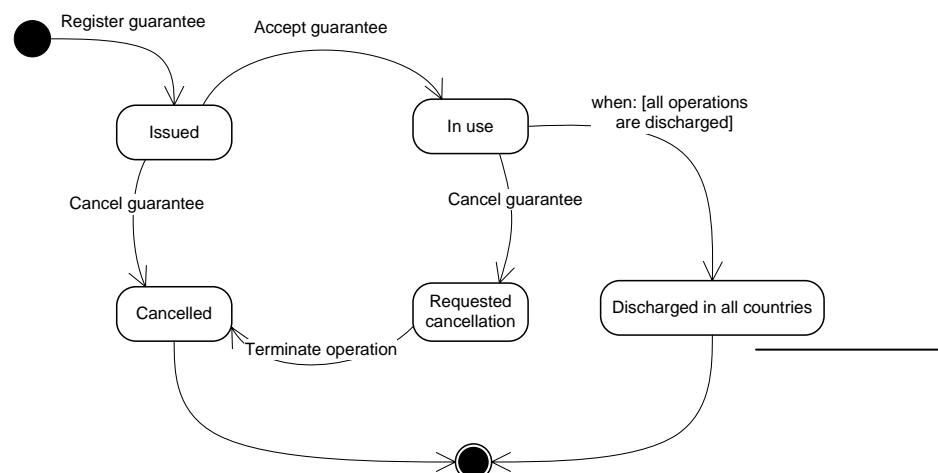 Register guarantee
Accept guarantee
when: [all operations
are discharged]
Issued
In use
Cancel guarantee
Cancel guarantee
Requested
cancellation
Cancelled
Discharged in all countries
Terminate operation